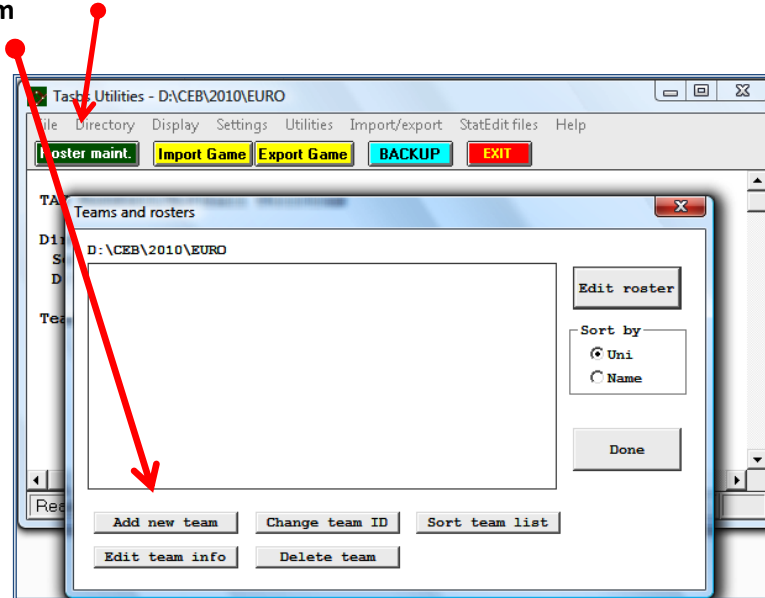 m
Tasbs Utilities - D:\CEB\2010\EURO
File Directory Display Settings Utilities Import/export StatEdit files Help
Roster maint. Import Game Export Game BACKUP EXIT
Teams and rosters
D:\CEB\2010\EURO
Edit roster
Sort by
Uni
Name
Done
Add new team Change team ID Sort team list
Edit team info Delete team